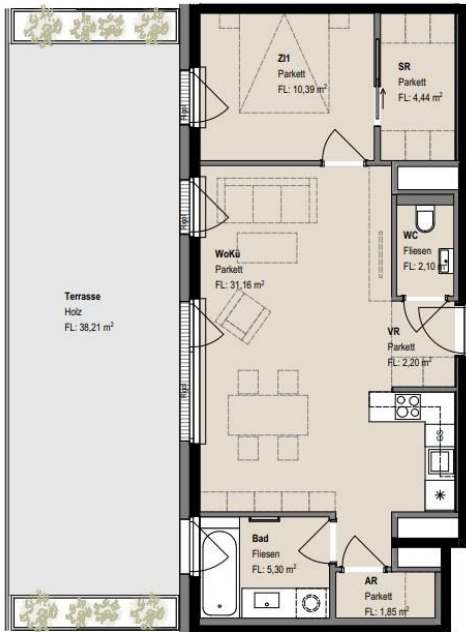 ZI1
Parkett
FL: 10,39 m²
SR
Parkett
FL: 4,44 m²
WC
Fliesen
FL: 2,10 m²
WoKü
Parkett
FL: 31,16 m²
Terrasse
Holz
FL: 38,21 m²
VR
Parkett
FL: 2,20 m²
GS
Bad
Fliesen
FL: 5,30 m²
AR
Parkett
FL: 1,85 m²